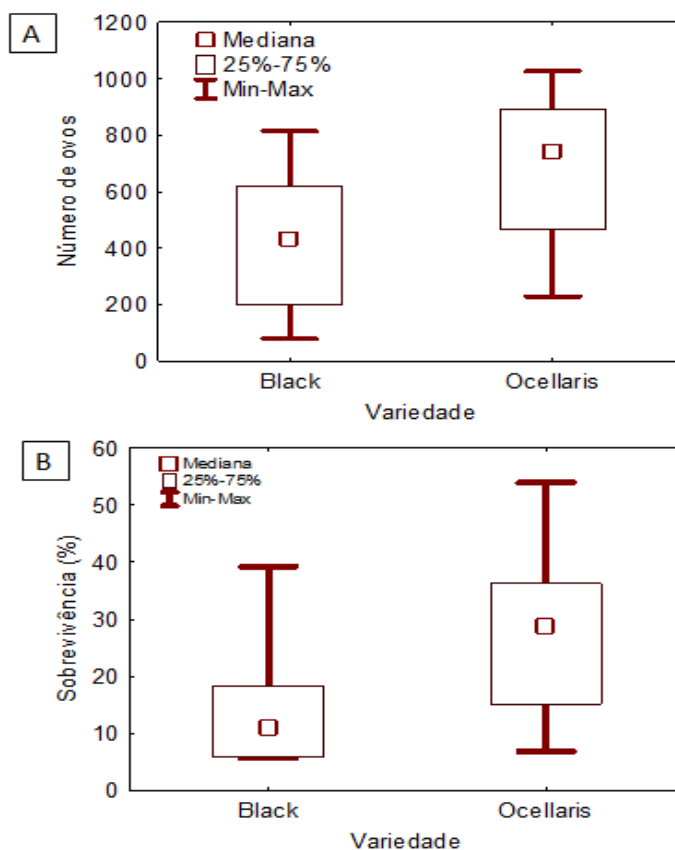 A
1200
1000
800
600
400
200
0
Número de ovos
Mediana
25%-75%
Min-Max
Black
Ocellaris
Variedade
B
60
50
40
30
20
10
0
Sobrevivência (%)
Mediana
25%-75%
Min-Max
Black
Ocellaris
Variedade